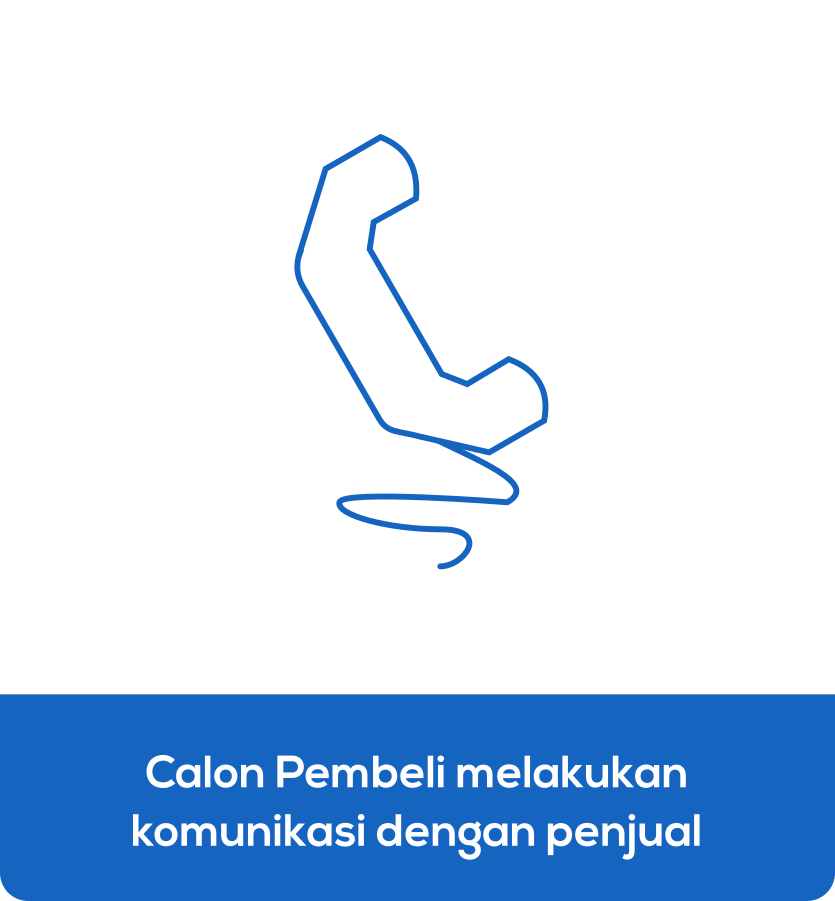 Calon Pembeli melakukan
komunikasi dengan penjual